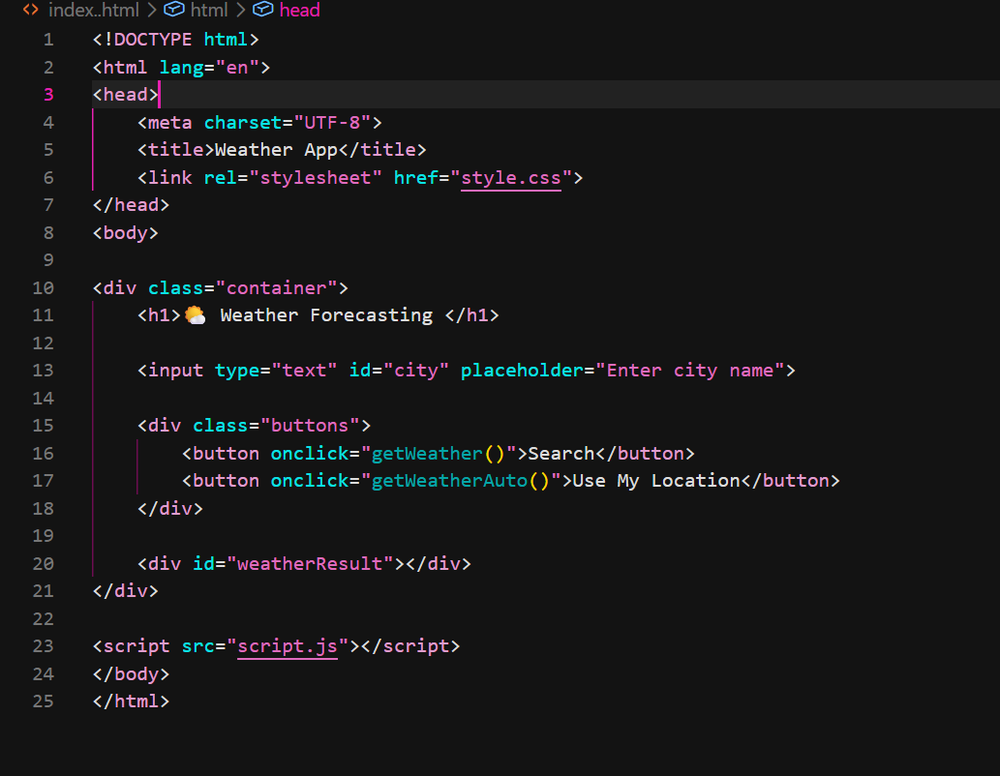 index..html > html > head
1 <!DOCTYPE html>
2 <html lang="en">
3 <head>
4     <meta charset="UTF-8">
5     <title>Weather App</title>
6     <link rel="stylesheet" href="style.css">
7 </head>
8 <body>
9
10 <div class="container">
11     <h1>🌤️ Weather Forecasting </h1>
12
13     <input type="text" id="city" placeholder="Enter city name">
14
15     <div class="buttons">
16         <button onclick="getWeather()">Search</button>
17         <button onclick="getWeatherAuto()">Use My Location</button>
18     </div>
19
20     <div id="weatherResult"></div>
21 </div>
22
23 <script src="script.js"></script>
24 </body>
25 </html>